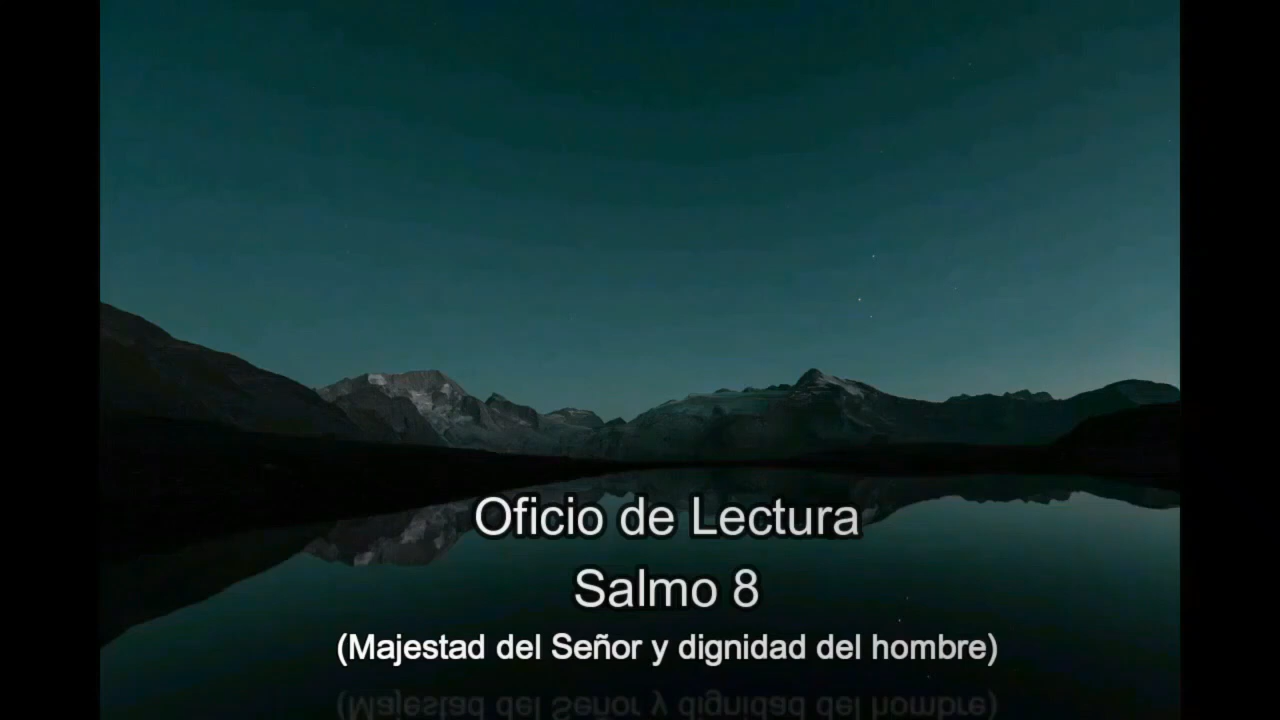 Oficio de Lectura
Salmo 8
(Majestad del Señor y dignidad del hombre)